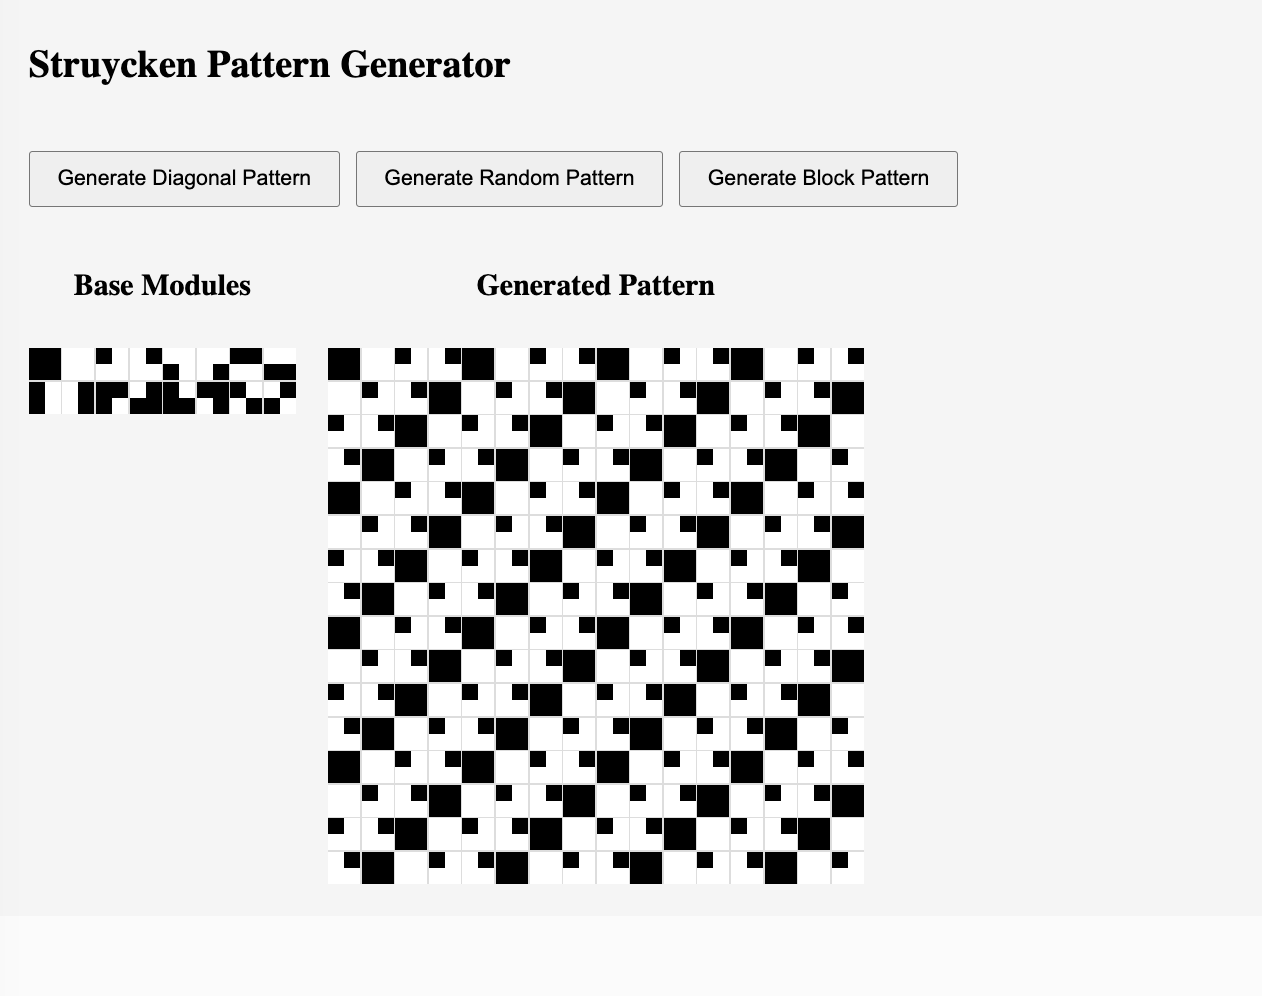 Struycken Pattern Generator
Generate Diagonal Pattern Generate Random Pattern Generate Block Pattern
Base Modules Generated Pattern